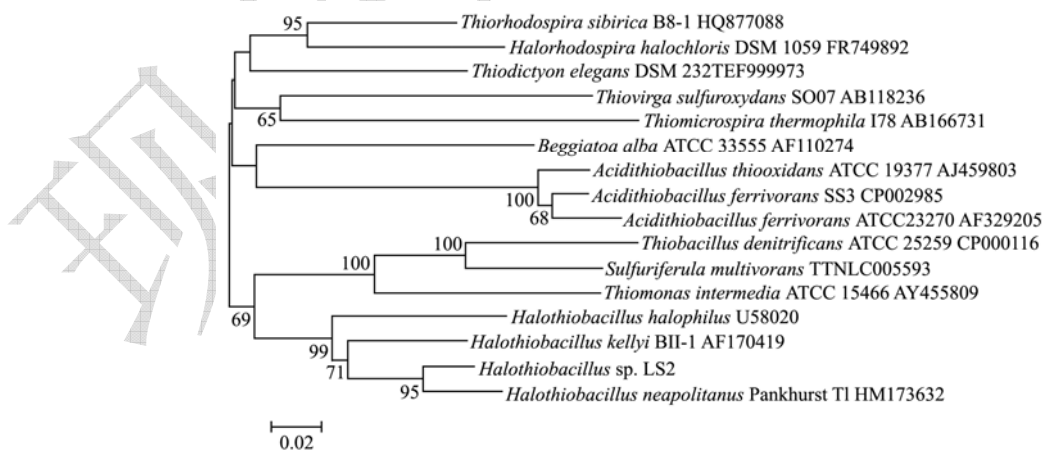 95
Thiorhodospira sibirica B8-1 HQ877088
Halorhodospira halochloris DSM 1059 FR749892
Thiodictyon elegans DSM 232TEF999973
Thiovirga sulfuroxydans SO07 AB118236
65
Thiomicrospira thermophila I78 AB166731
Beggiatoa alba ATCC 33555 AF110274
Acidithiobacillus thiooxidans ATCC 19377 AJ459803
100
Acidithiobacillus ferrivorans SS3 CP002985
68
Acidithiobacillus ferrivorans ATCC23270 AF329205
100
Thiobacillus denitrificans ATCC 25259 CP000116
100
Sulfuriferula multivorans TTNLC005593
Thiomonas intermedia ATCC 15466 AY455809
69
Halothiobacillus halophilus U58020
99
Halothiobacillus kellyi BII-1 AF170419
71
Halothiobacillus sp. LS2
95
Halothiobacillus neapolitanus Pankhurst Tl HM173632
0.02